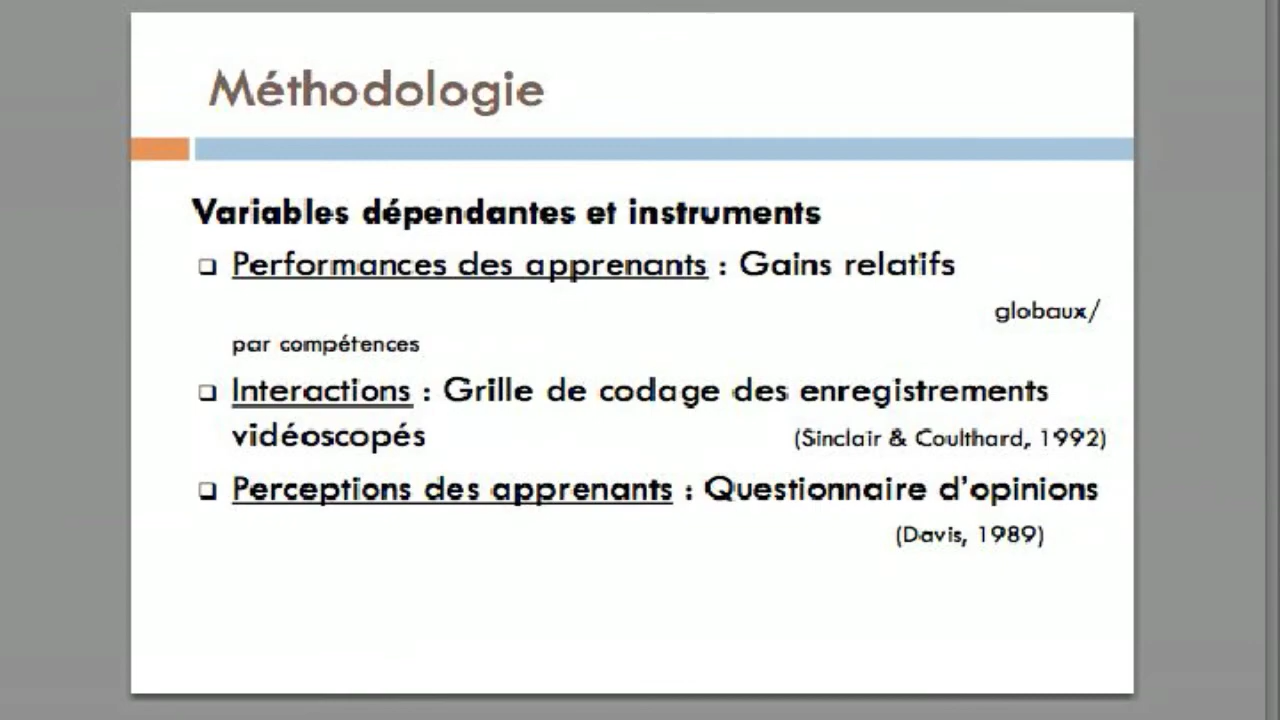 Méthodologie
Variables dépendantes et instruments
❑ Performances des apprenants : Gains relatifs
globaux/
par compétences
❑ Interactions : Grille de codage des enregistrements
vidéoscopés (Sinclair & Coulthard, 1992)
❑ Perceptions des apprenants : Questionnaire d'opinions
(Davis, 1989)